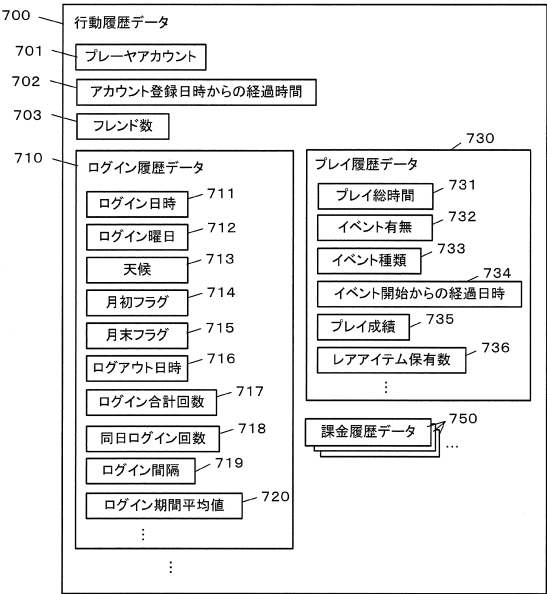 700
行動履歴データ
701
プレーヤアカウント
702
アカウント登録日時からの経過時間
703
フレンド数
710
ログイン履歴データ
ログイン日時
711
ログイン曜日
712
天候
713
月初フラグ
714
月末フラグ
715
ログアウト日時
716
ログイン合計回数
717
同日ログイン回数
718
ログイン間隔
719
ログイン期間平均値
720
⋮
⋮
730
プレイ履歴データ
プレイ総時間
731
イベント有無
732
イベント種類
733
イベント開始からの経過日時
734
プレイ成績
735
レアアイテム保有数
736
⋮
課金履歴データ
750
…